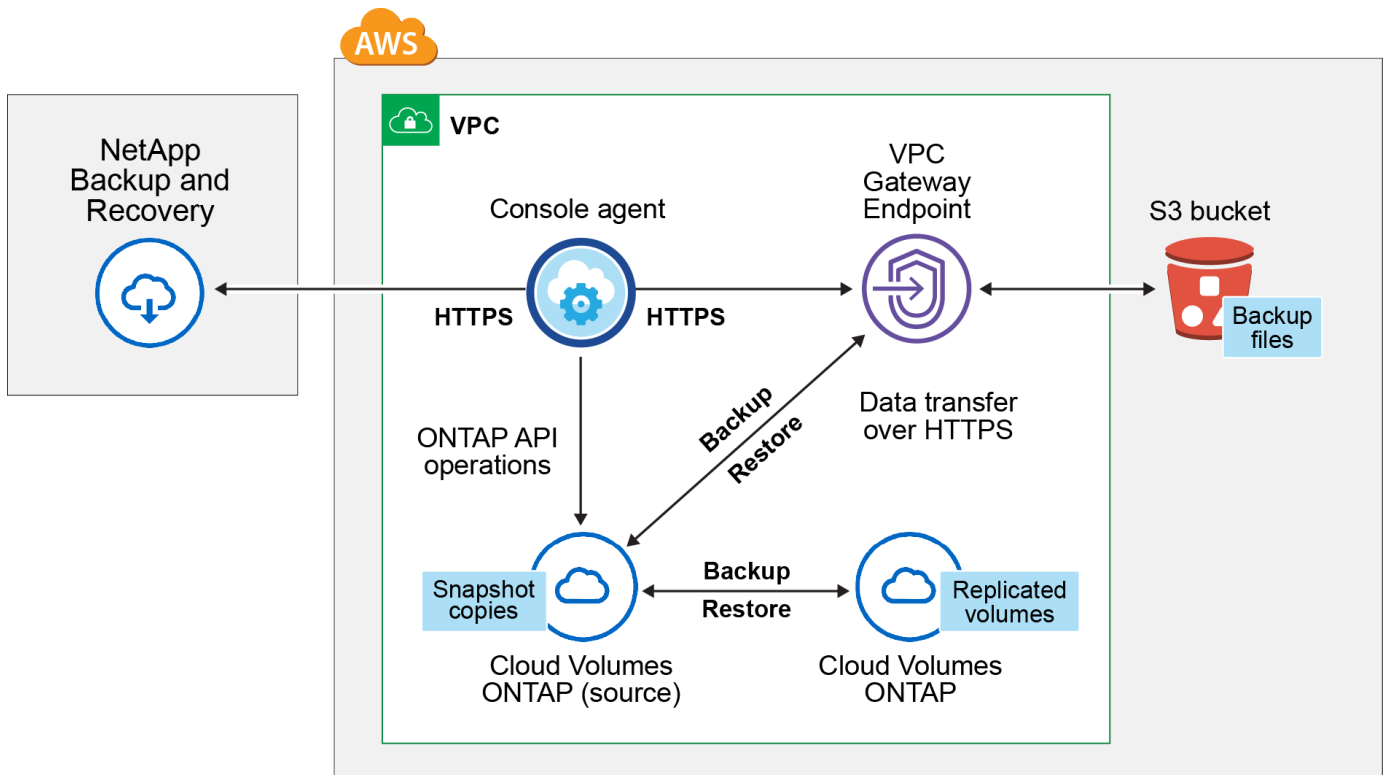 AWS
VPC
NetApp
Backup and
Recovery
Console agent
VPC
Gateway
Endpoint
S3 bucket
HTTPS
HTTPS
Backup
files
ONTAP API
operations
Backup
Restore
Data transfer
over HTTPS
Snapshot
copies
Backup
Restore
Replicated
volumes
Cloud Volumes
ONTAP (source)
Cloud Volumes
ONTAP